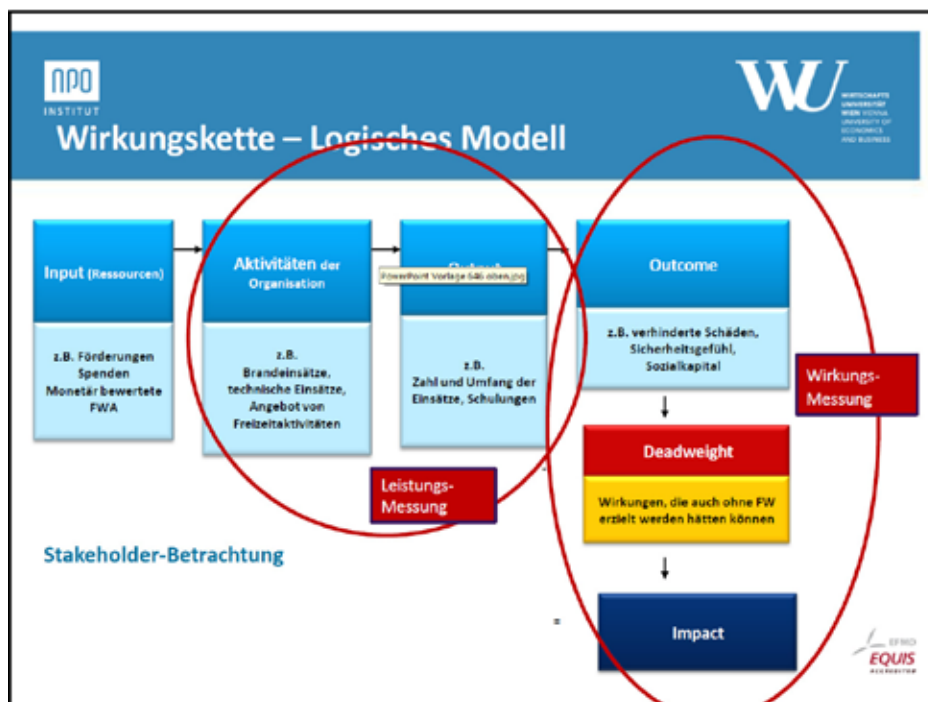 NPO
INSTITUT
WU
WIRTSCHAFTS
UNIVERSITÄT
WIEN VIENNA
UNIVERSITY OF
ECONOMICS
AND BUSINESS
Wirkungskette – Logisches Modell
Input (Ressourcen)
z.B. Förderungen
Spenden
Monetär bewertete
FWA
Aktivitäten der
Organisation
z.B.
Brandeinsätze,
technische Einsätze,
Angebot von
Freizeitaktivitäten
PowerPoint Vorlage 646 oben.jpg
z.B.
Zahl und Umfang der
Einsätze, Schulungen
Outcome
z.B. verhinderte Schäden,
Sicherheitsgefühl,
Sozialkapital
Wirkungs-
Messung
Deadweight
Wirkungen, die auch ohne FW
erzielt werden hätten können
Leistungs-
Messung
Stakeholder-Betrachtung
Impact
EFMD
EQUIS
ACCREDITED